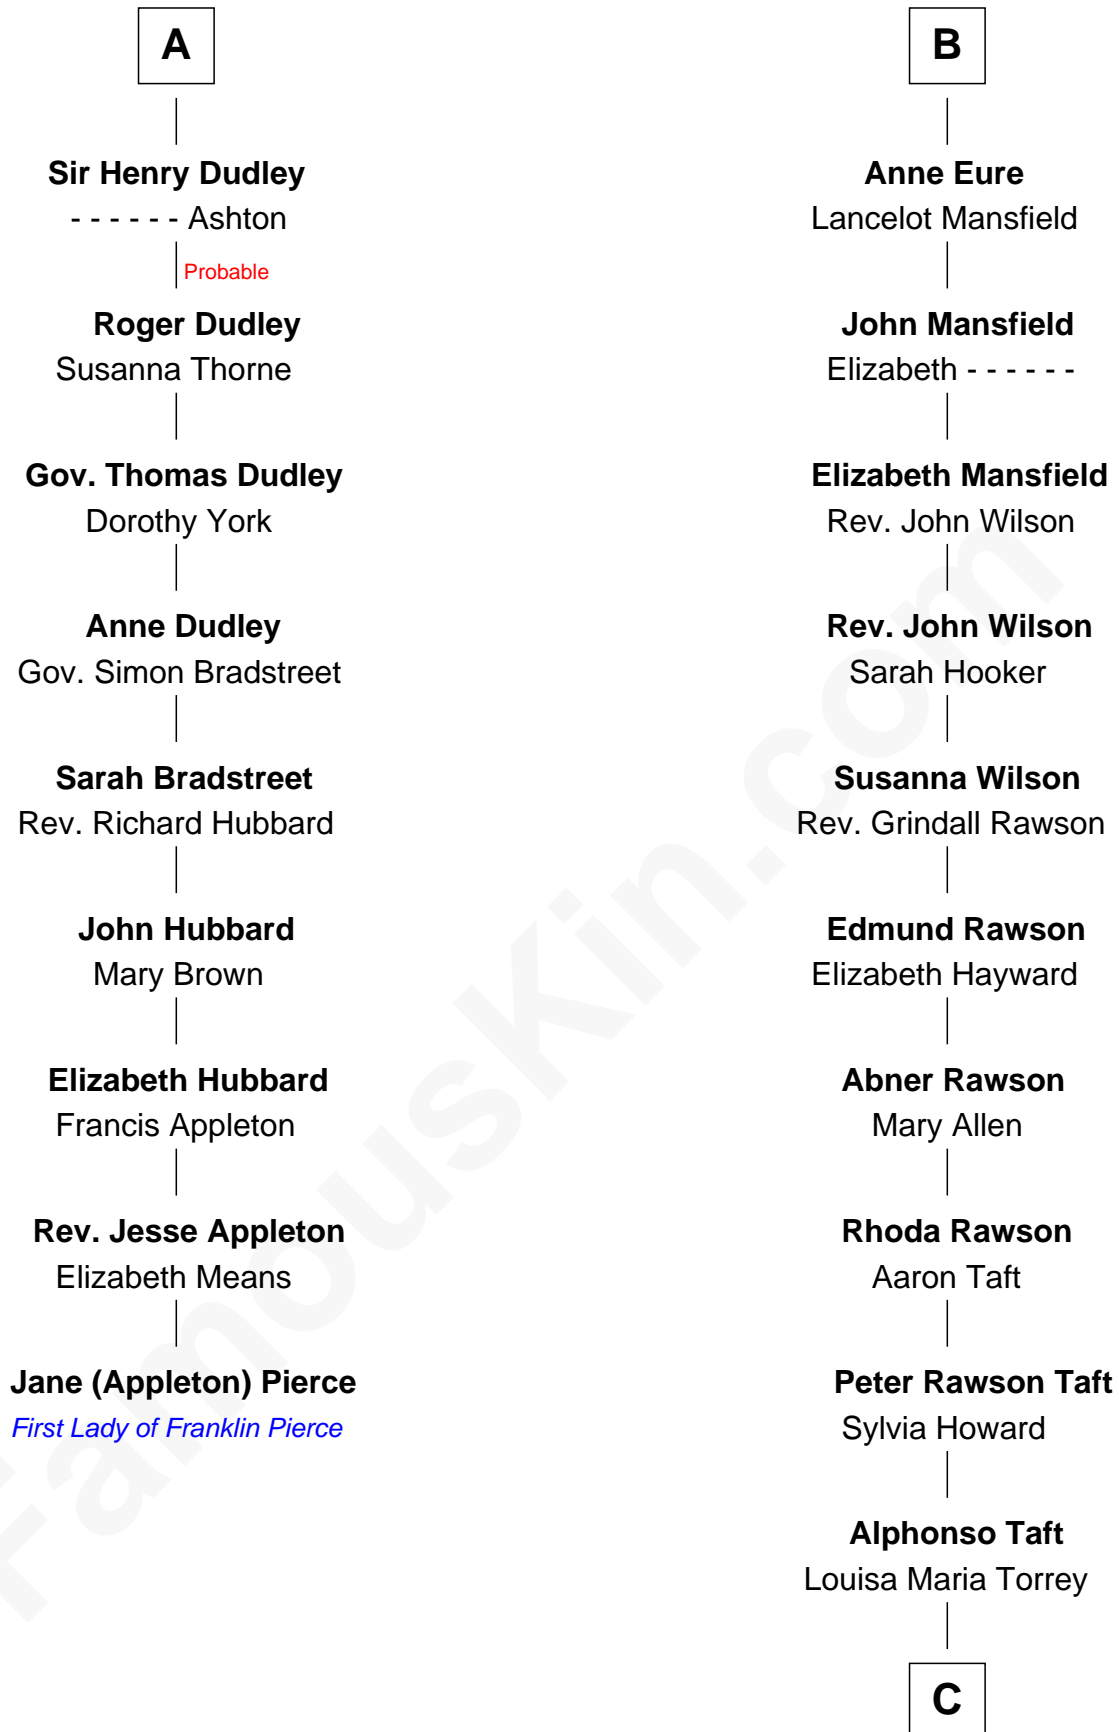 A
Sir Henry Dudley
- - - - - - Ashton
Probable
Roger Dudley
Susanna Thorne
Gov. Thomas Dudley
Dorothy York
Anne Dudley
Gov. Simon Bradstreet
Sarah Bradstreet
Rev. Richard Hubbard
John Hubbard
Mary Brown
Elizabeth Hubbard
Francis Appleton
Rev. Jesse Appleton
Elizabeth Means
Jane (Appleton) Pierce
First Lady of Franklin Pierce
B
Anne Eure
Lancelot Mansfield
John Mansfield
Elizabeth - - - - - -
Elizabeth Mansfield
Rev. John Wilson
Rev. John Wilson
Sarah Hooker
Susanna Wilson
Rev. Grindall Rawson
Edmund Rawson
Elizabeth Hayward
Abner Rawson
Mary Allen
Rhoda Rawson
Aaron Taft
Peter Rawson Taft
Sylvia Howard
Alphonso Taft
Louisa Maria Torrey
C
FamousKin.com